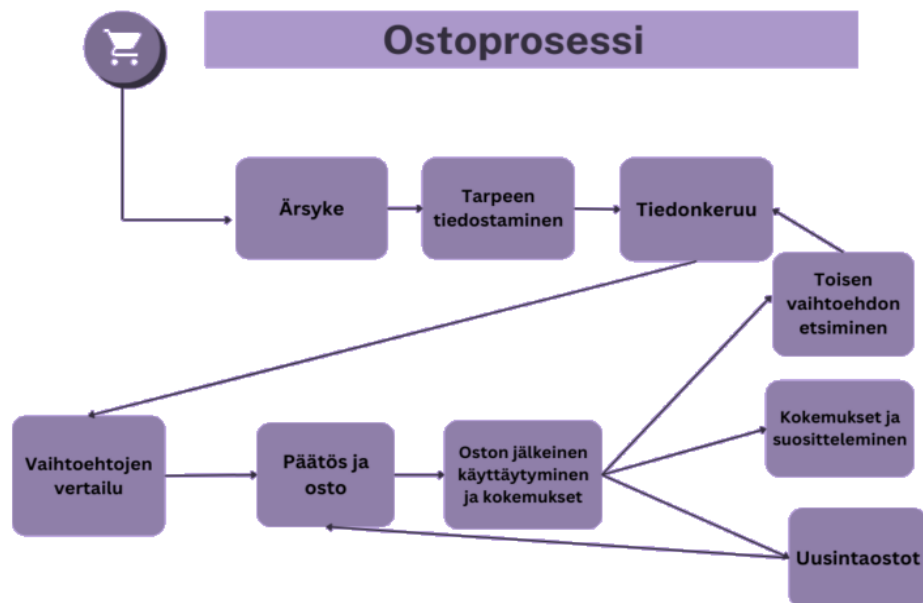 Ostoprosessi
Ärsyke
Tarpeen
tiedostaminen
Tiedonkeruu
Toisen
vaihtoehdon
etsiminen
Vaihtoehtojen
vertailu
Päätös ja
osto
Oston jälkeinen
käyttäytyminen
ja kokemukset
Kokemukset ja
suositteleminen
Uusintaostot